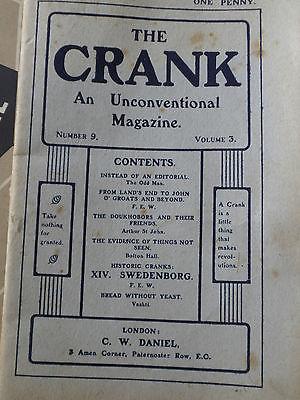 ONE PENNY.
THE
CRANK
An Unconventional
Magazine.
NUMBER 9. VOLUME 3.
CONTENTS.
INSTEAD OF AN EDITORIAL.
The Odd Man.
FROM LAND'S END TO JOHN
O' GROATS AND BEYOND.
F. E. W.
THE DOUKHOBORS AND THEIR
FRIENDS.
Arthur St John.
THE EVIDENCE OF THINGS NOT
SEEN.
Bolton Hall.
HISTORIC CRANKS:
XIV. SWEDENBORG.
F. E. W.
BREAD WITHOUT YEAST.
Vashti.
Take
nothing
for
granted.
A Crank
is a
little
thing
that
makes
revol-
utions.
LONDON:
C. W. DANIEL,
3 Amen Corner, Paternoster Row, E.C.